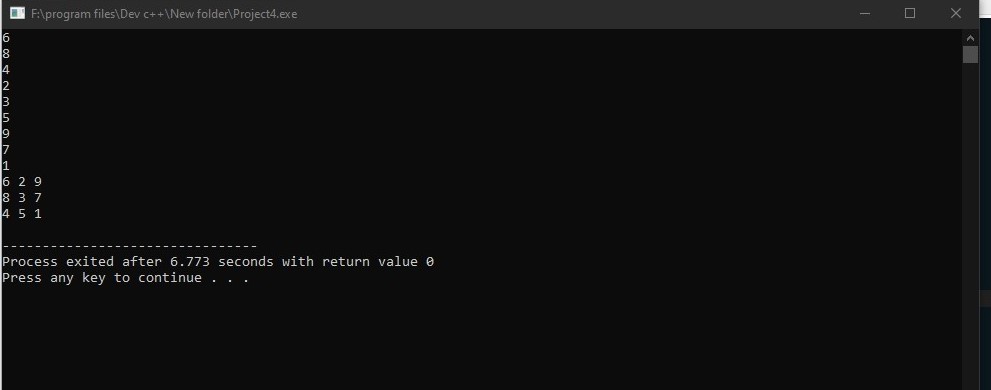 F:\program files\Dev c++\New folder\Project4.exe
6
8
4
2
3
5
9
7
1
6 2 9
8 3 7
4 5 1
--------------------------------
Process exited after 6.773 seconds with return value 0
Press any key to continue . . .